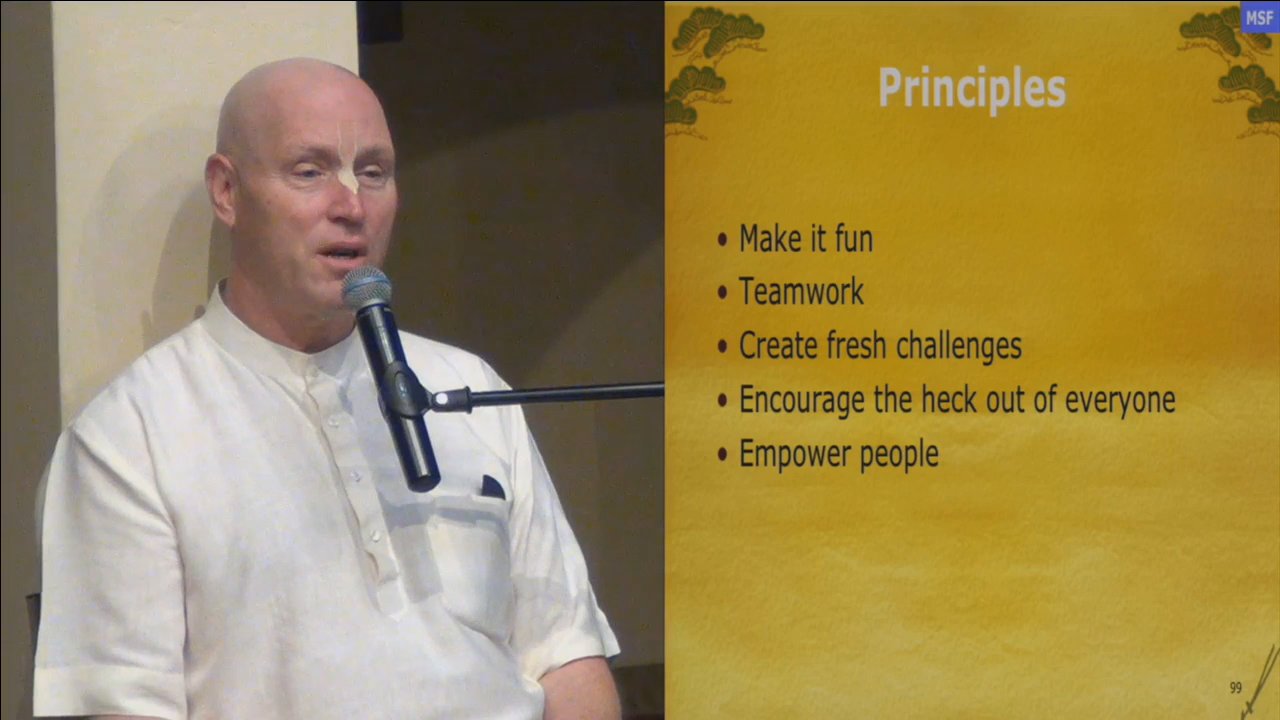 MSF
Principles
• Make it fun
• Teamwork
• Create fresh challenges
• Encourage the heck out of everyone
• Empower people
99